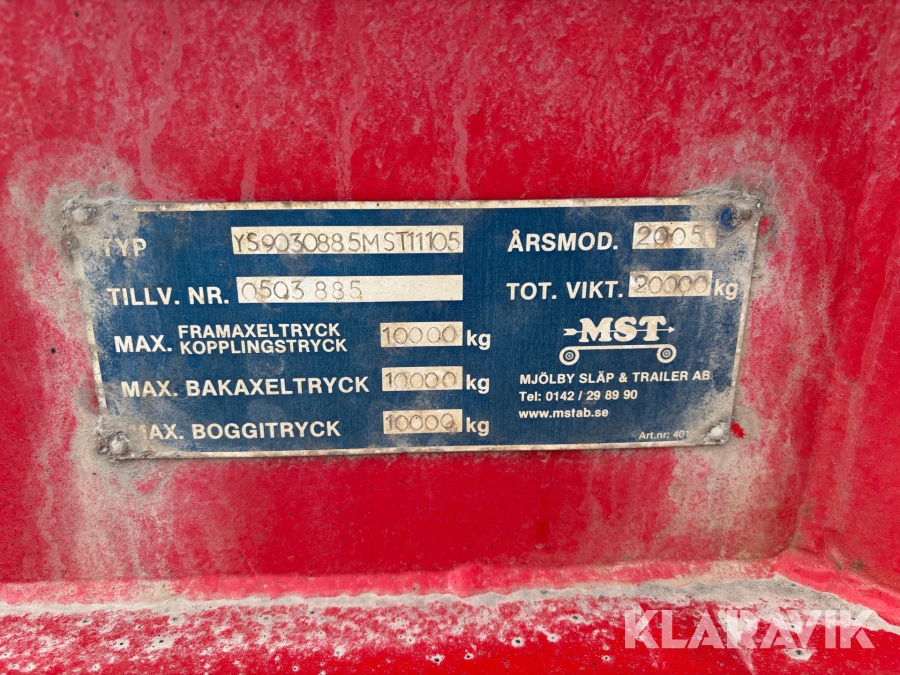 TYP YS9030885MST11105
TILLV. NR. 0503 885
MAX. FRAMAXELTRYCK
KOPPLINGSTRYCK 10000 kg
MAX. BAKAXELTRYCK 10000 kg
MAX. BOGGITRYCK 10000 kg
ÅRSMOD. 2005
TOT. VIKT. 20000 kg
MST
MJÖLBY SLÄP & TRAILER AB
Tel: 0142 / 29 89 90
www.mstab.se
Art.nr:
KLARAVIK